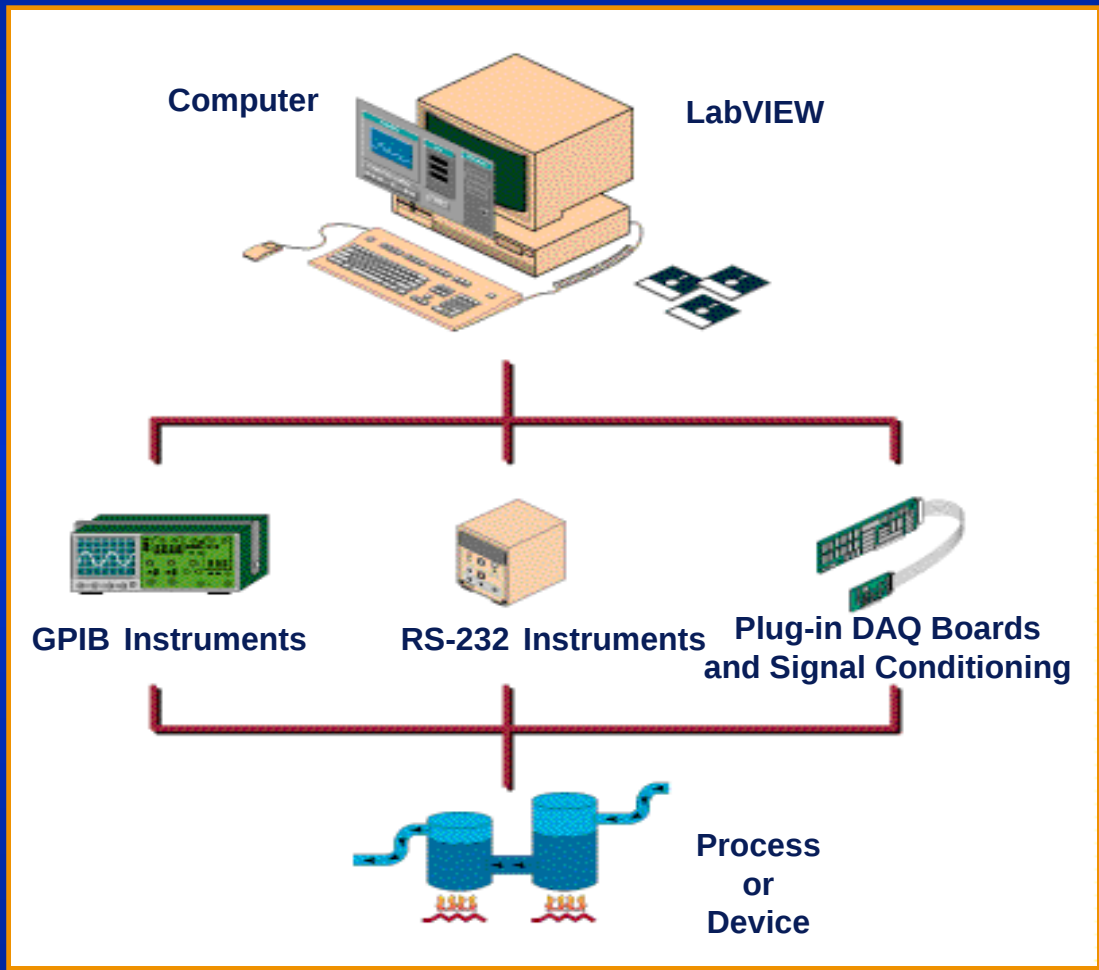 Computer
LabVIEW
GPIB Instruments
RS-232 Instruments
Plug-in DAQ Boards
and Signal Conditioning
Process
or
Device